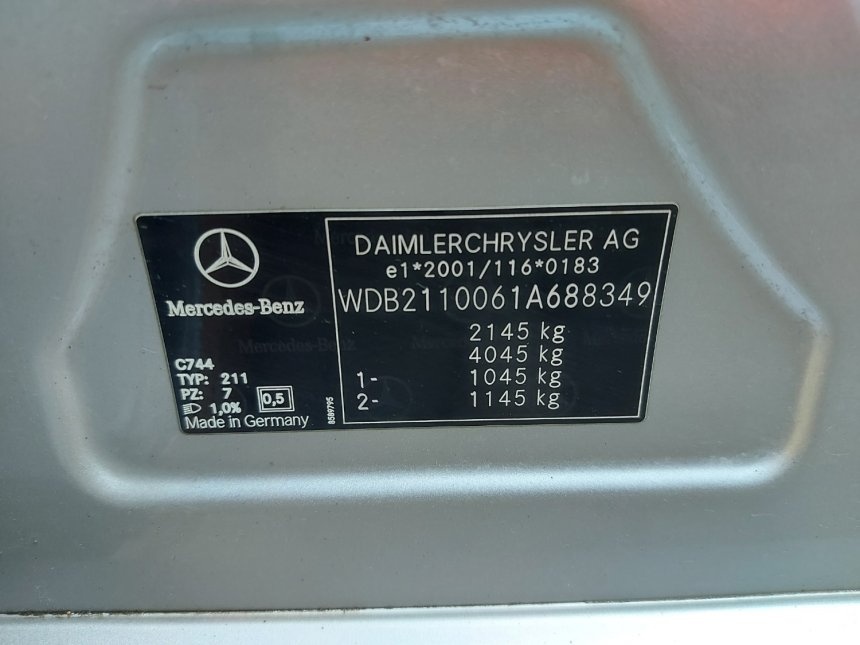 Mercedes-Benz
C744
TYP: 211
PZ: 7
1,0% 0,5
Made in Germany
8589795
DAIMLERCHRYSLER AG
e1*2001/116*0183
WDB2110061A688349
2145 kg
4045 kg
1- 1045 kg
2- 1145 kg